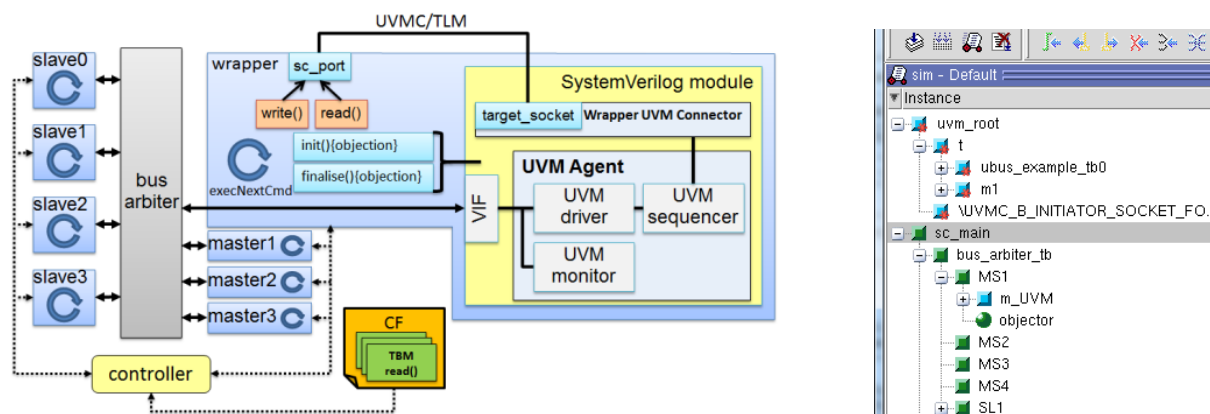 UVMC/TLM
slave0
slave1
slave2
slave3
bus
arbiter
wrapper
sc_port
write()
read()
execNextCmd
init(){objection}
finalise(){objection}
SystemVerilog module
target_socket
Wrapper UVM Connector
UVM Agent
VIF
UVM
driver
UVM
sequencer
UVM
monitor
master1
master2
master3
CF
TBM
read()
controller
sim - Default
Instance
uvm_root
t
ubus_example_tb0
m1
\UVMC_B_INITIATOR_SOCKET_FO.
sc_main
bus_arbiter_tb
MS1
m_UVM
objector
MS2
MS3
MS4
SL1